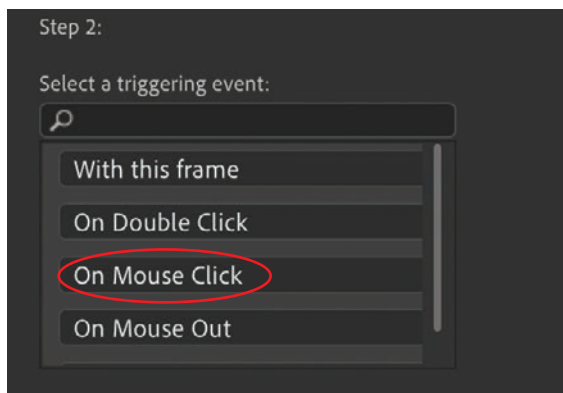 Step 2:
Select a triggering event:
With this frame
On Double Click
On Mouse Click
On Mouse Out